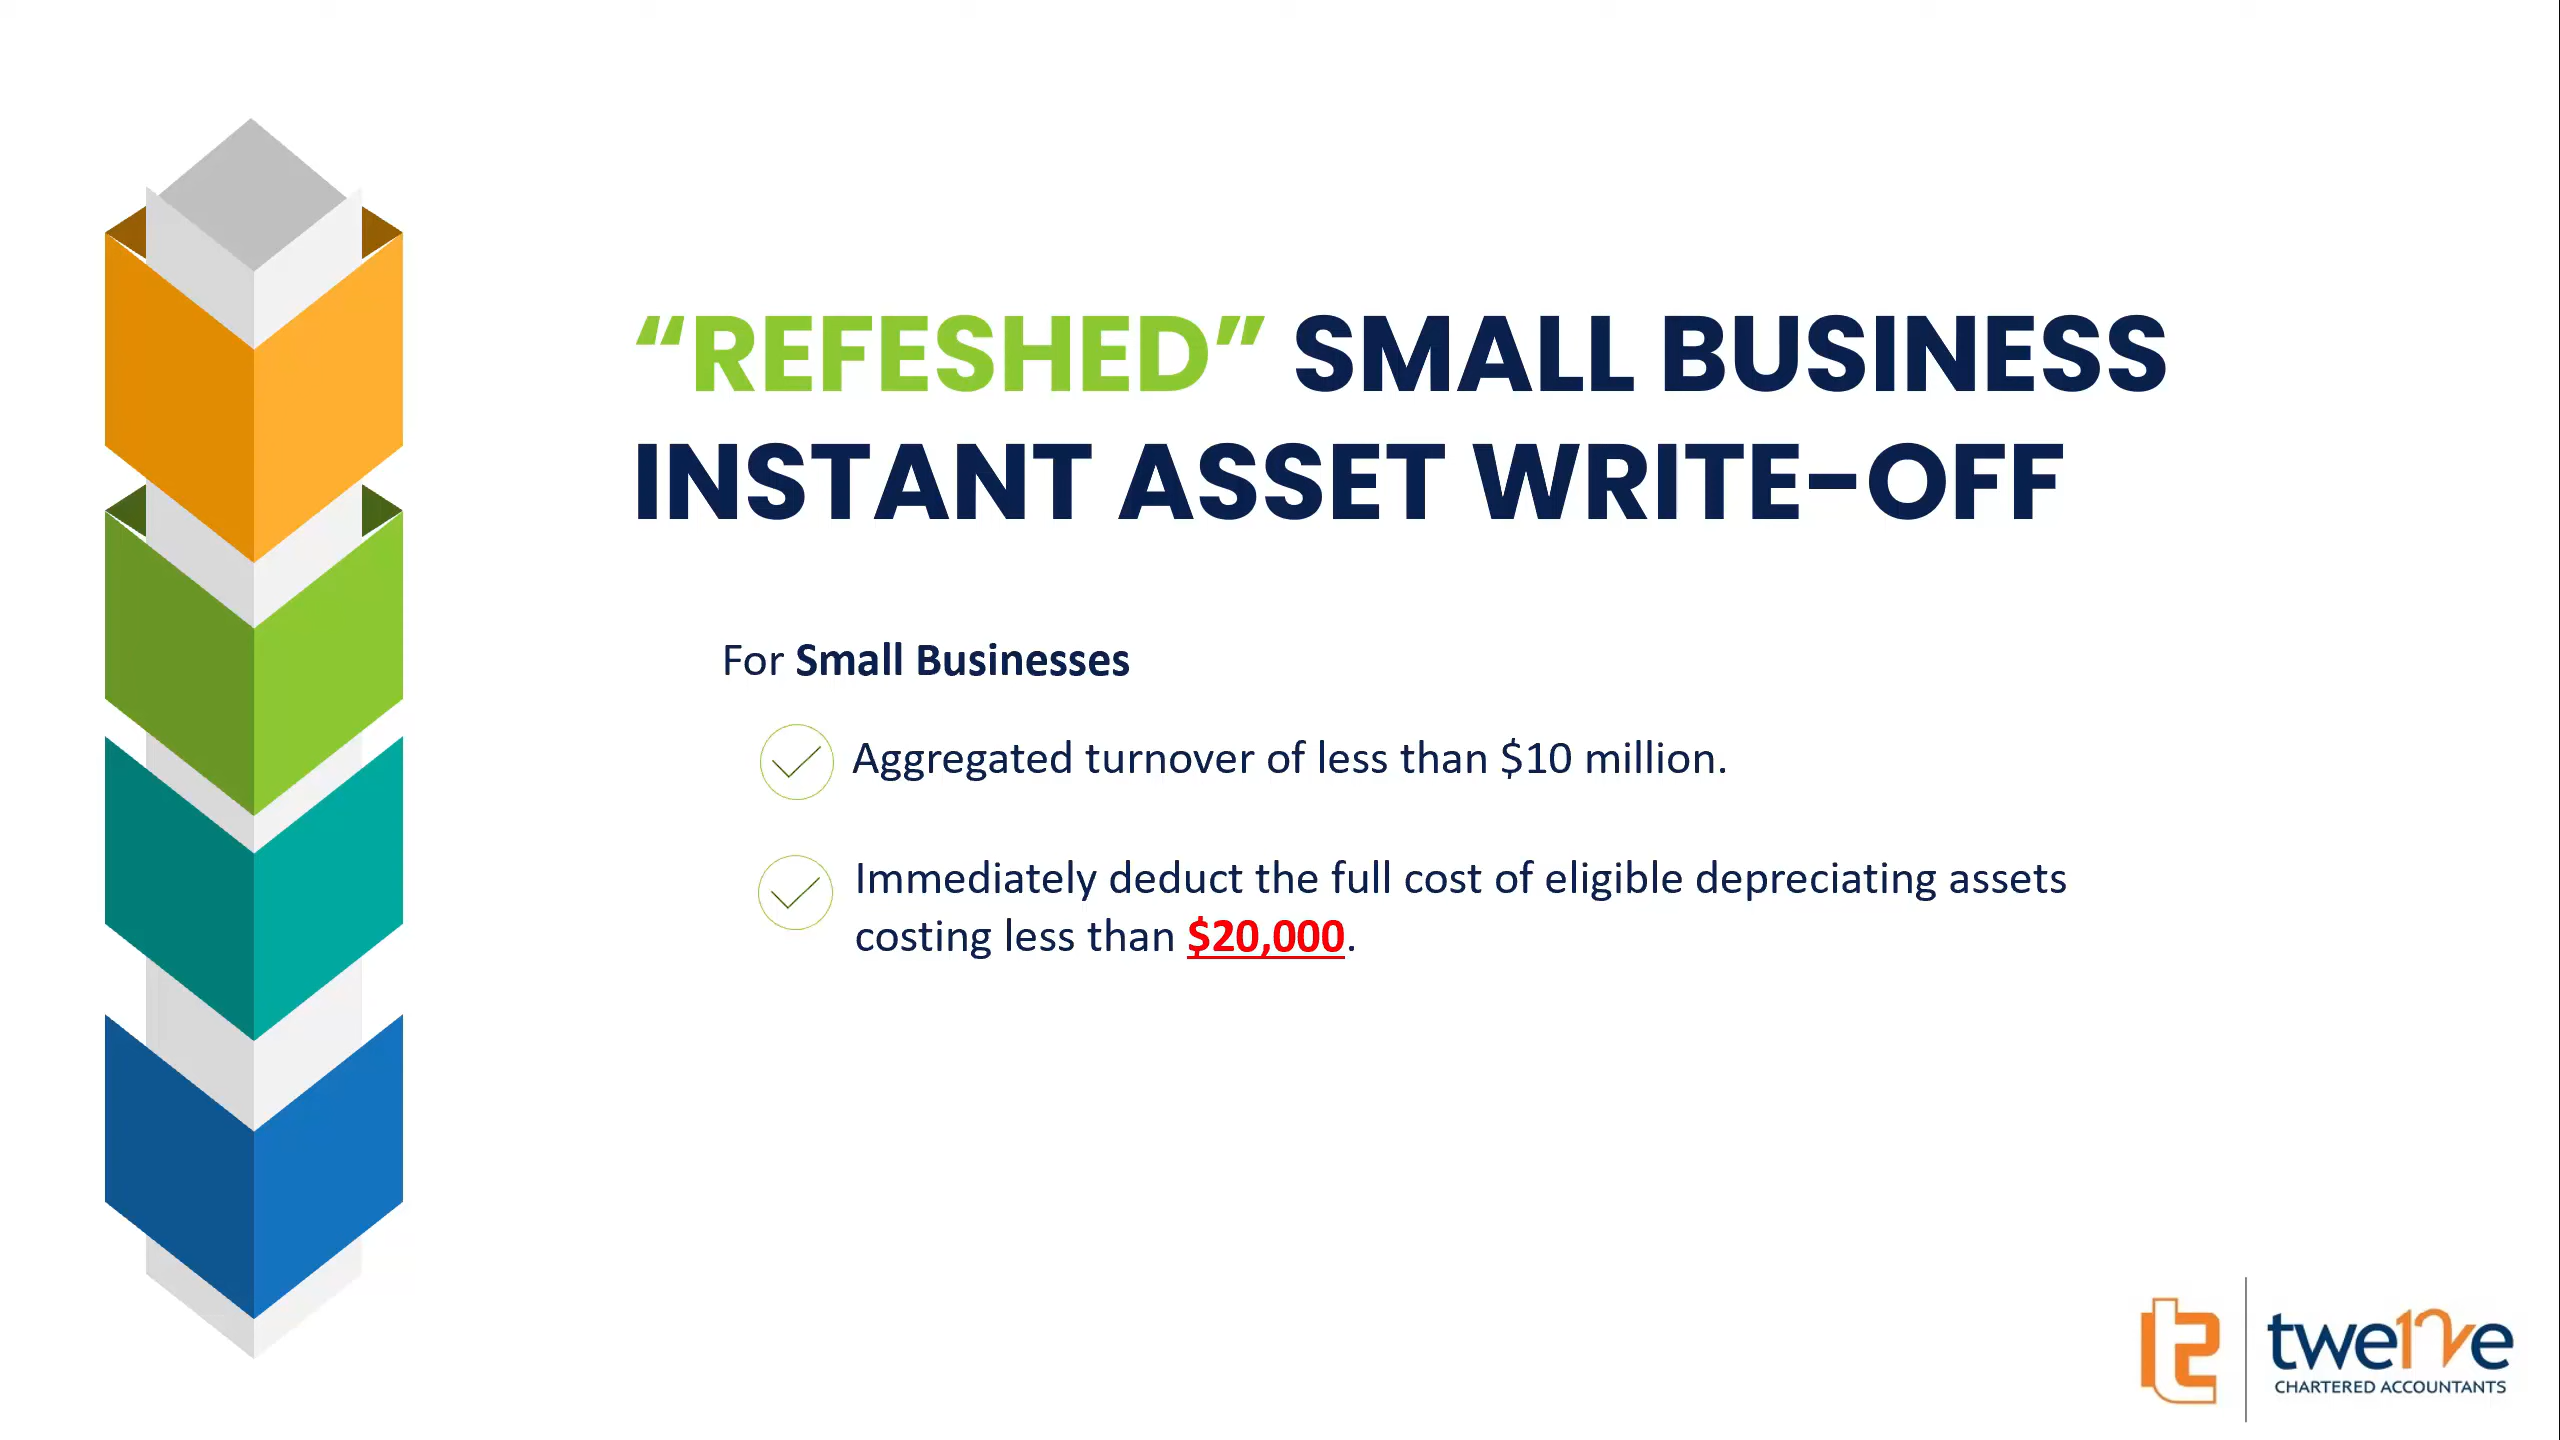 “REFESHED” SMALL BUSINESS
INSTANT ASSET WRITE-OFF
For Small Businesses
Aggregated turnover of less than $10 million.
Immediately deduct the full cost of eligible depreciating assets
costing less than $20,000.
twe12ve
CHARTERED ACCOUNTANTS